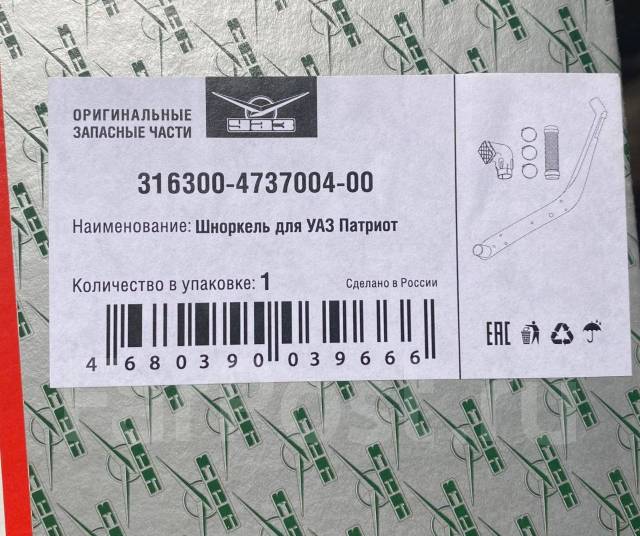 ОРИГИНАЛЬНЫЕ
ЗАПАСНЫЕ ЧАСТИ
УАЗ
316300-4737004-00
Наименование: Шноркель для УАЗ Патриот
Количество в упаковке: 1
Сделано в России
4 680390 039666
EAC